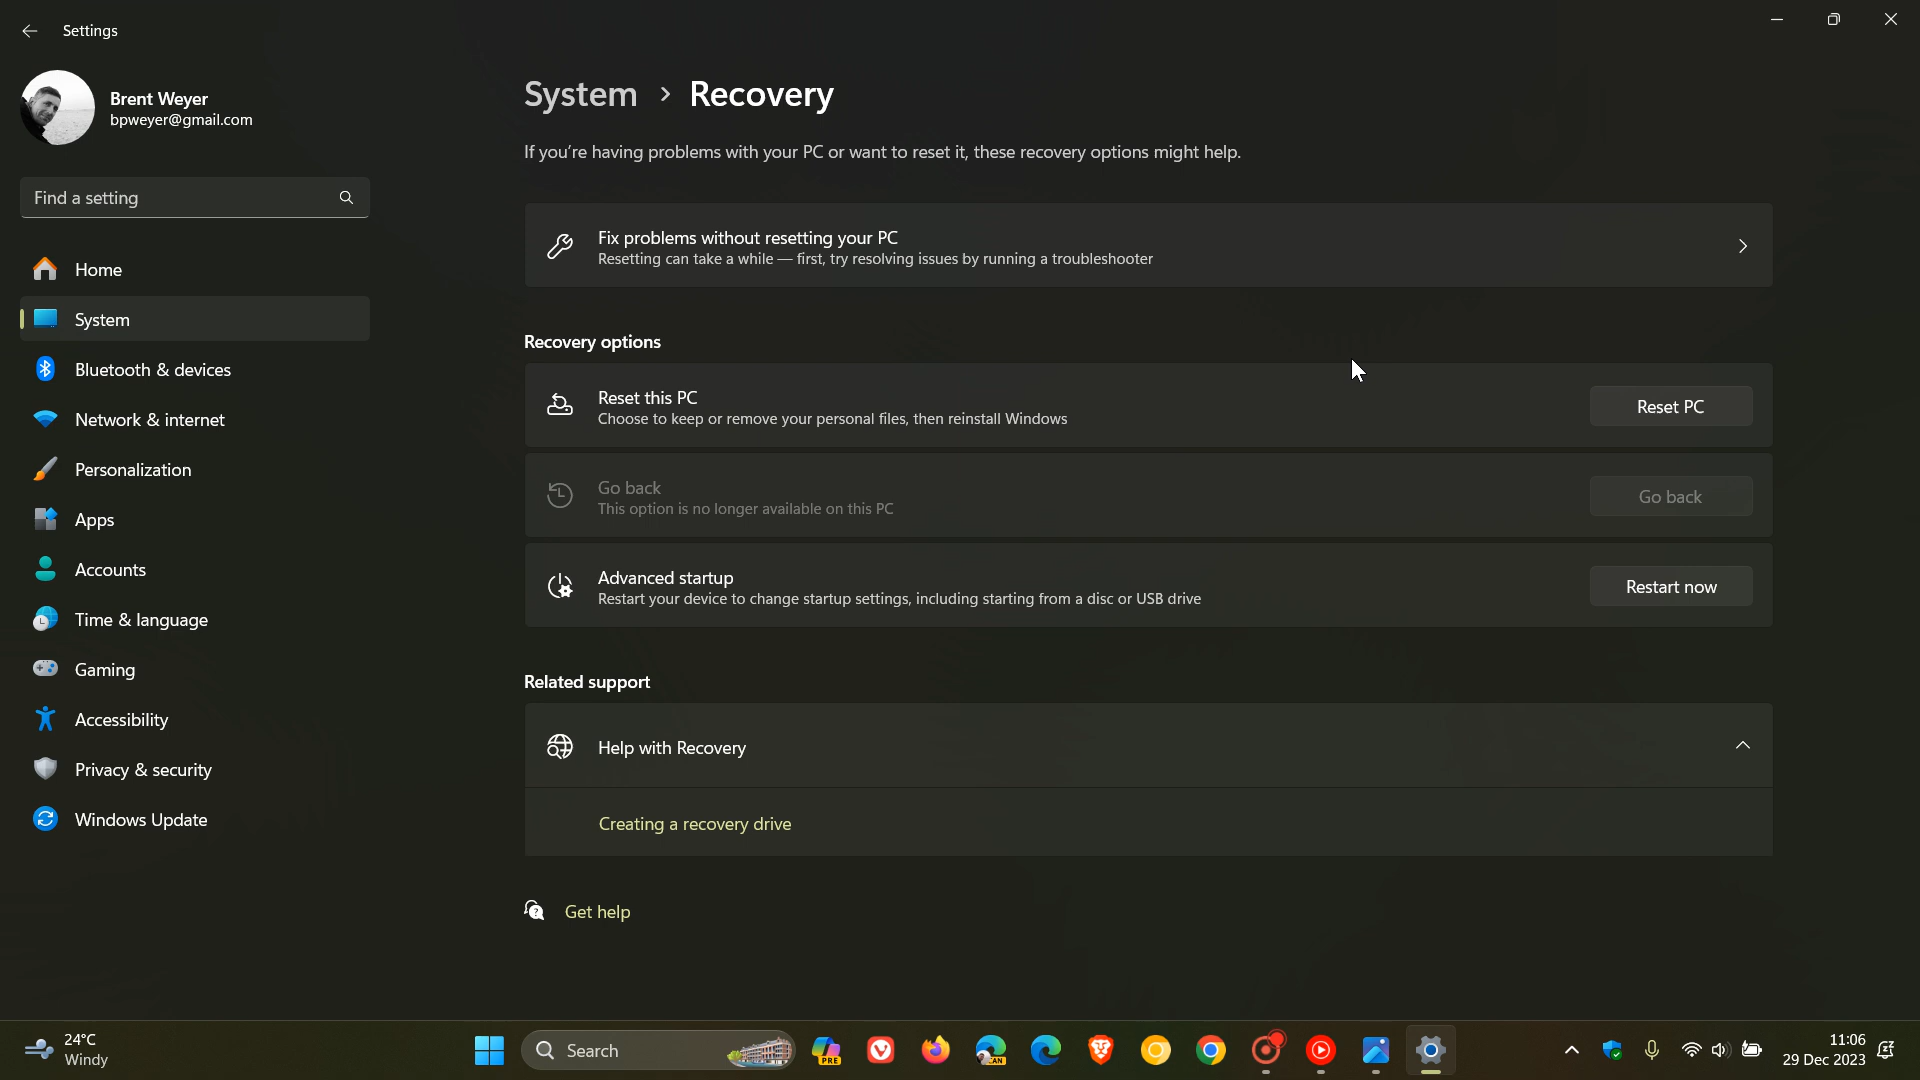 Settings
Brent Weyer
bpweyer@gmail.com
Find a setting
Home
System
Bluetooth & devices
Network & internet
Personalization
Apps
Accounts
Time & language
Gaming
Accessibility
Privacy & security
Windows Update
System > Recovery
If you're having problems with your PC or want to reset it, these recovery options might help.
Fix problems without resetting your PC
Resetting can take a while — first, try resolving issues by running a troubleshooter
Recovery options
Reset this PC
Choose to keep or remove your personal files, then reinstall Windows
Reset PC
Go back
This option is no longer available on this PC
Go back
Advanced startup
Restart your device to change startup settings, including starting from a disc or USB drive
Restart now
Related support
Help with Recovery
Creating a recovery drive
Get help
24°C
Windy
Search
PRE
CAN
11:06
29 Dec 2023